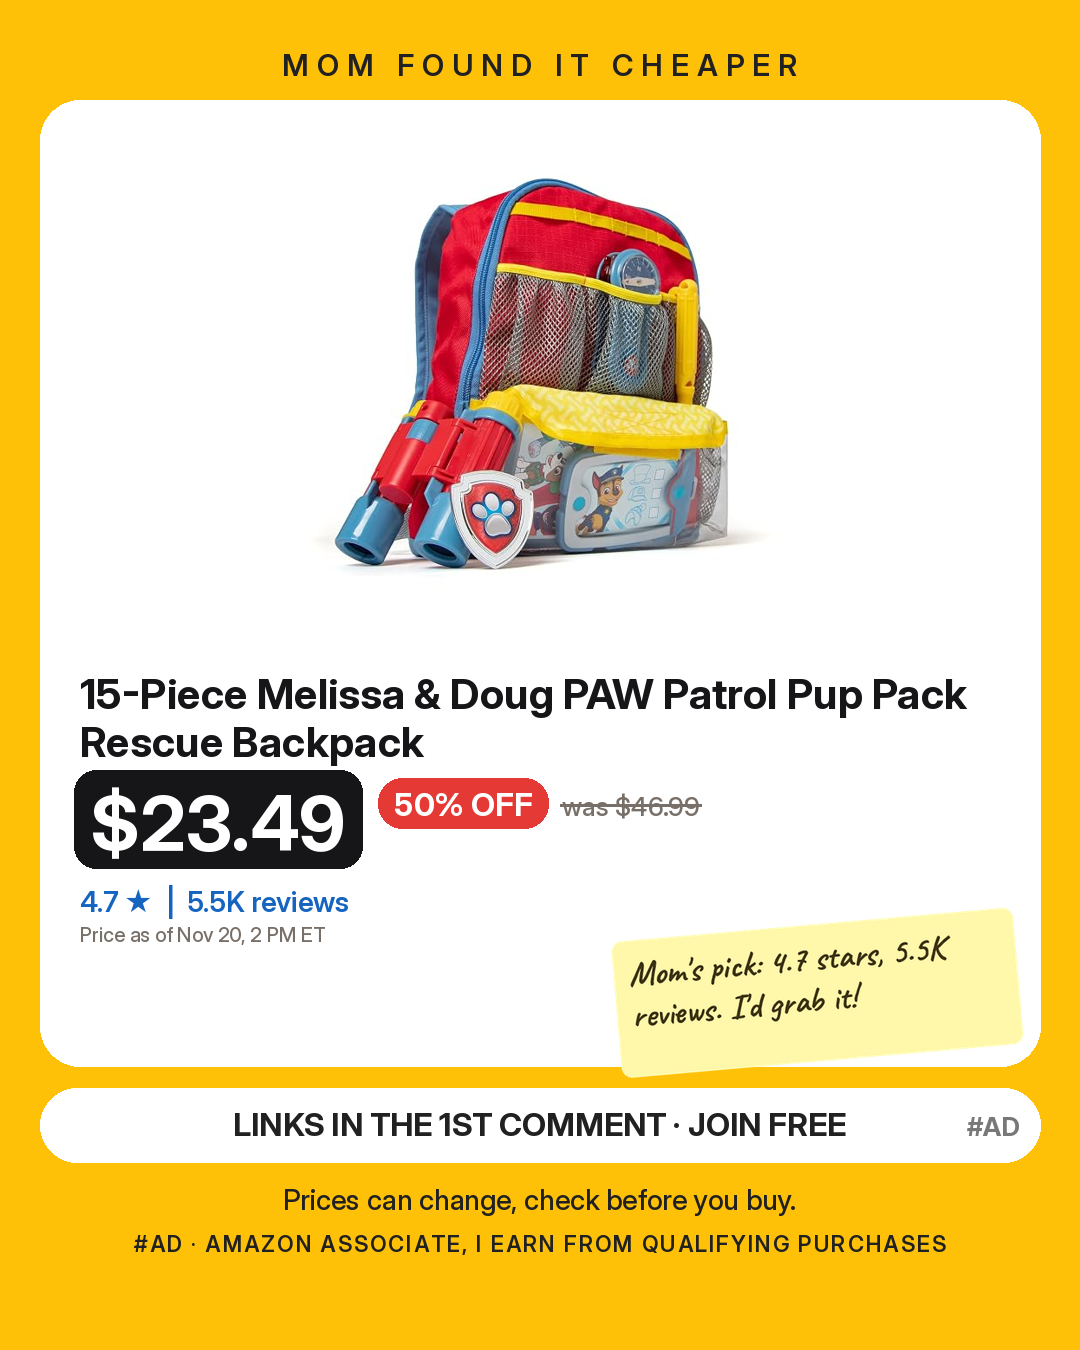 MOM FOUND IT CHEAPER
15-Piece Melissa & Doug PAW Patrol Pup Pack
Rescue Backpack
$23.49
50% OFF
was $46.99
4.7 ★ | 5.5K reviews
Price as of Nov 20, 2 PM ET
Mom's pick: 4.7 stars, 5.5K
reviews. I'd grab it!
LINKS IN THE 1ST COMMENT · JOIN FREE
#AD
Prices can change, check before you buy.
#AD · AMAZON ASSOCIATE, I EARN FROM QUALIFYING PURCHASES